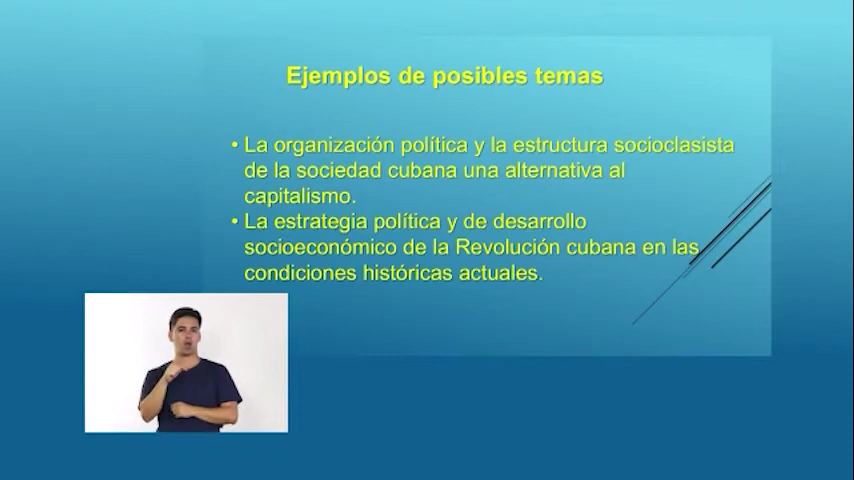 Ejemplos de posibles temas
• La organización política y la estructura socioclasista
de la sociedad cubana una alternativa al
capitalismo.
• La estrategia política y de desarrollo
socioeconómico de la Revolución cubana en las
condiciones históricas actuales.